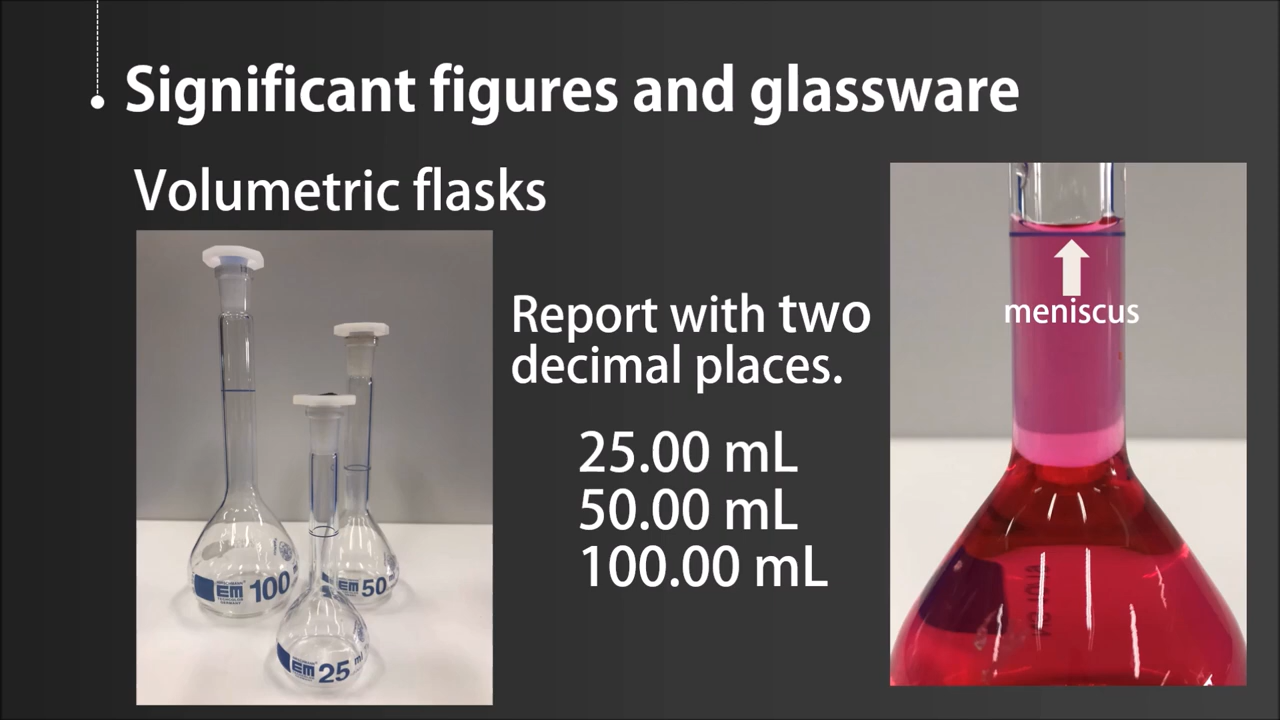 Significant figures and glassware
Volumetric flasks
Report with two
decimal places.
25.00 mL
50.00 mL
100.00 mL
meniscus
EM 100
EM 50
EM 25 ml